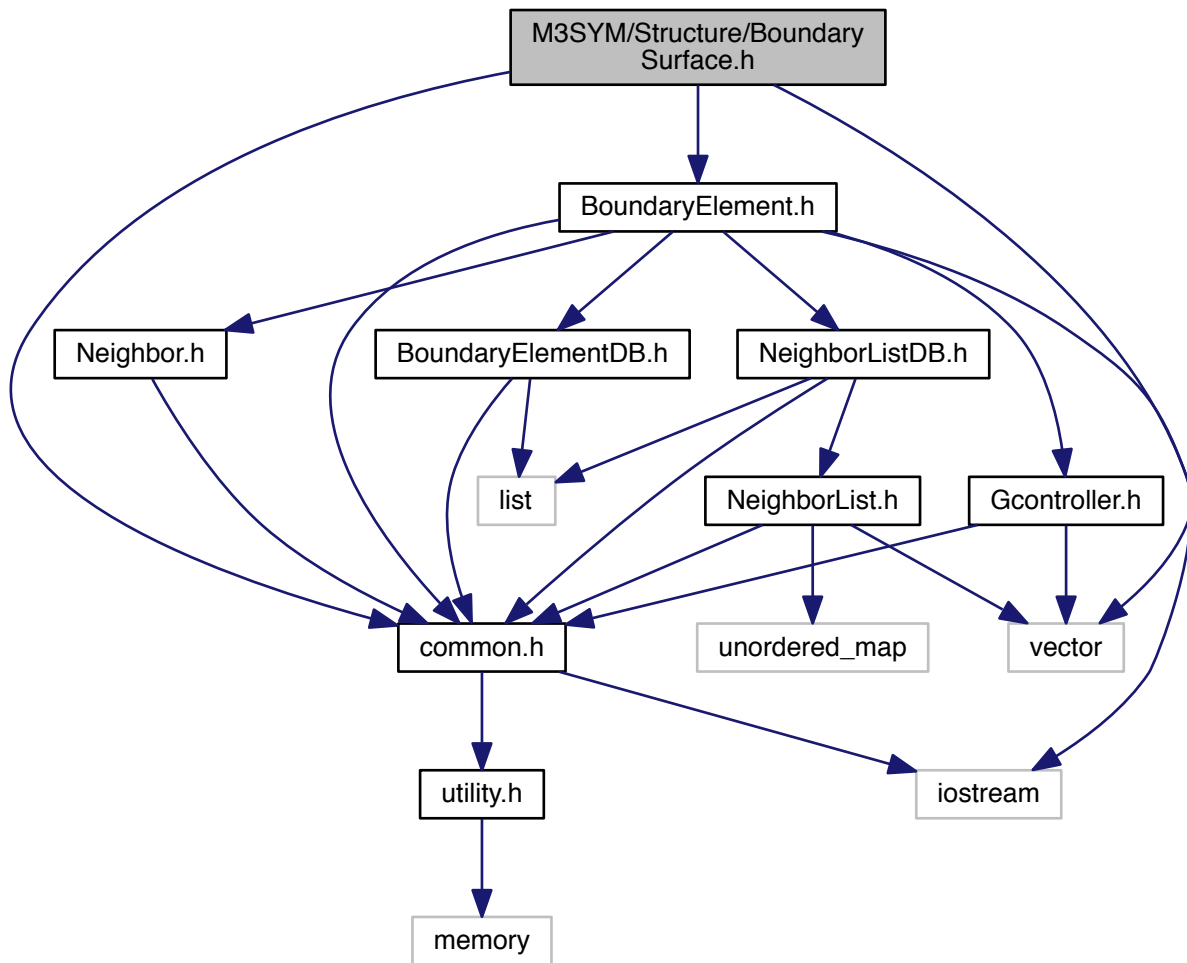 M3SYM/Structure/Boundary
Surface.h
BoundaryElement.h
Neighbor.h
BoundaryElementDB.h
NeighborListDB.h
list
NeighborList.h
Gcontroller.h
common.h
unordered_map
vector
utility.h
iostream
memory